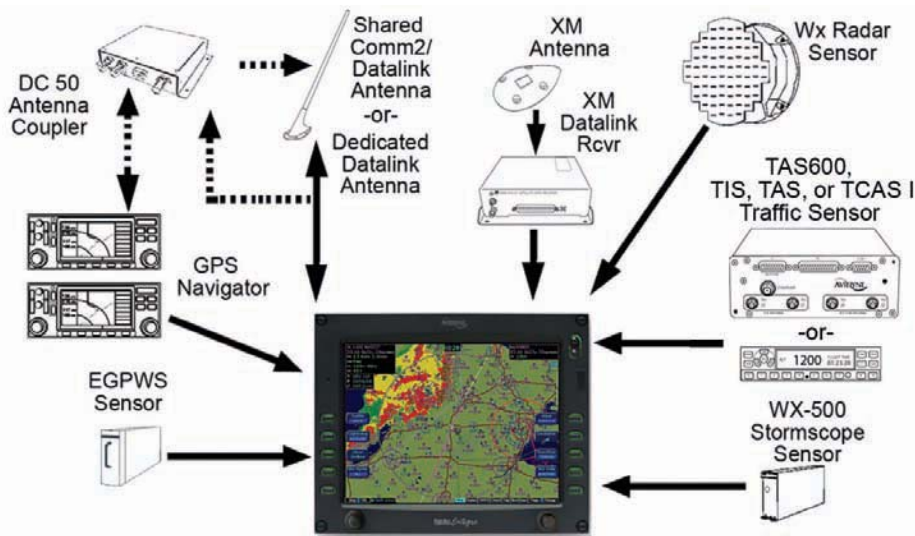 DC 50
Antenna
Coupler
Shared
Comm2/
Datalink
Antenna
-or-
Dedicated
Datalink
Antenna
XM
Antenna
XM
Datalink
Rcvr
Wx Radar
Sensor
TAS600,
TIS, TAS, or TCAS I
Traffic Sensor
AVIDYNE
-or-
1200
GPS
Navigator
EGPWS
Sensor
WX-500
Stormscope
Sensor